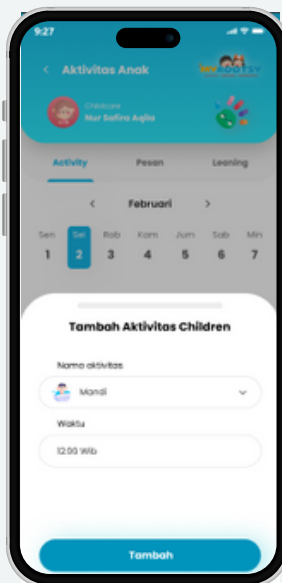 9:27
Aktivitas Anak
Childcare
Nur Safira Aqila
Activity
Pesan
Leaning
Februari
Sen Sel Rab Kam Jum Sab Min
1 2 3 4 5 6 7
Tambah Aktivitas Children
Nama aktivitas
Mandi
Waktu
12.00 Wib
Tambah